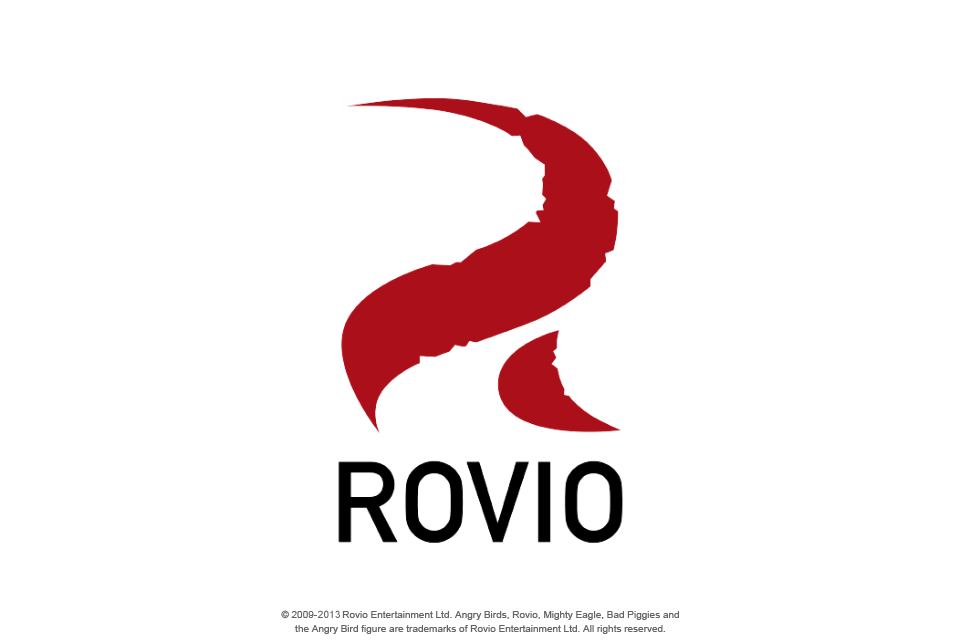 ROVIO
© 2009-2013 Rovio Entertainment Ltd. Angry Birds, Rovio, Mighty Eagle, Bad Piggies and
the Angry Bird figure are trademarks of Rovio Entertainment Ltd. All rights reserved.